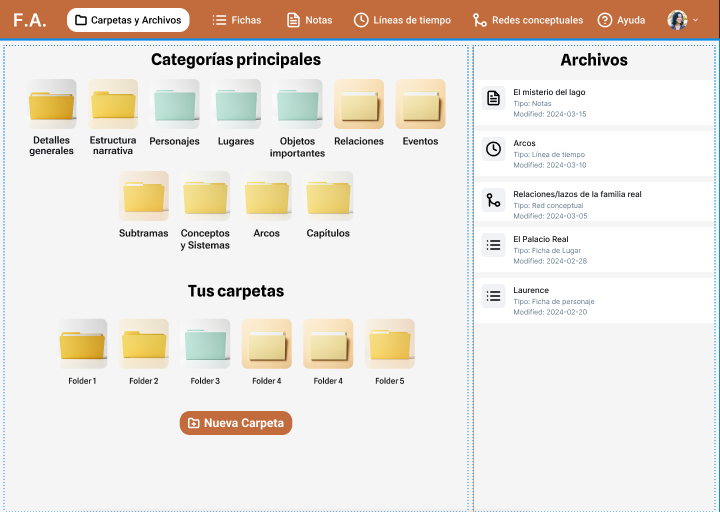 F.A.
Carpetas y Archivos
Fichas
Notas
Líneas de tiempo
Redes conceptuales
Ayuda
Categorías principales
Detalles
generales
Estructura
narrativa
Personajes
Lugares
Objetos
importantes
Relaciones
Eventos
Subtramas
Conceptos
y Sistemas
Arcos
Capítulos
Tus carpetas
Folder 1
Folder 2
Folder 3
Folder 4
Folder 4
Folder 5
Nueva Carpeta
Archivos
El misterio del lago
Tipo: Notas
Modified: 2024-03-15
Arcos
Tipo: Línea de tiempo
Modified: 2024-03-10
Relaciones/lazos de la familia real
Tipo: Red conceptual
Modified: 2024-03-05
El Palacio Real
Tipo: Ficha de Lugar
Modified: 2024-02-28
Laurence
Tipo: Ficha de personaje
Modified: 2024-02-20